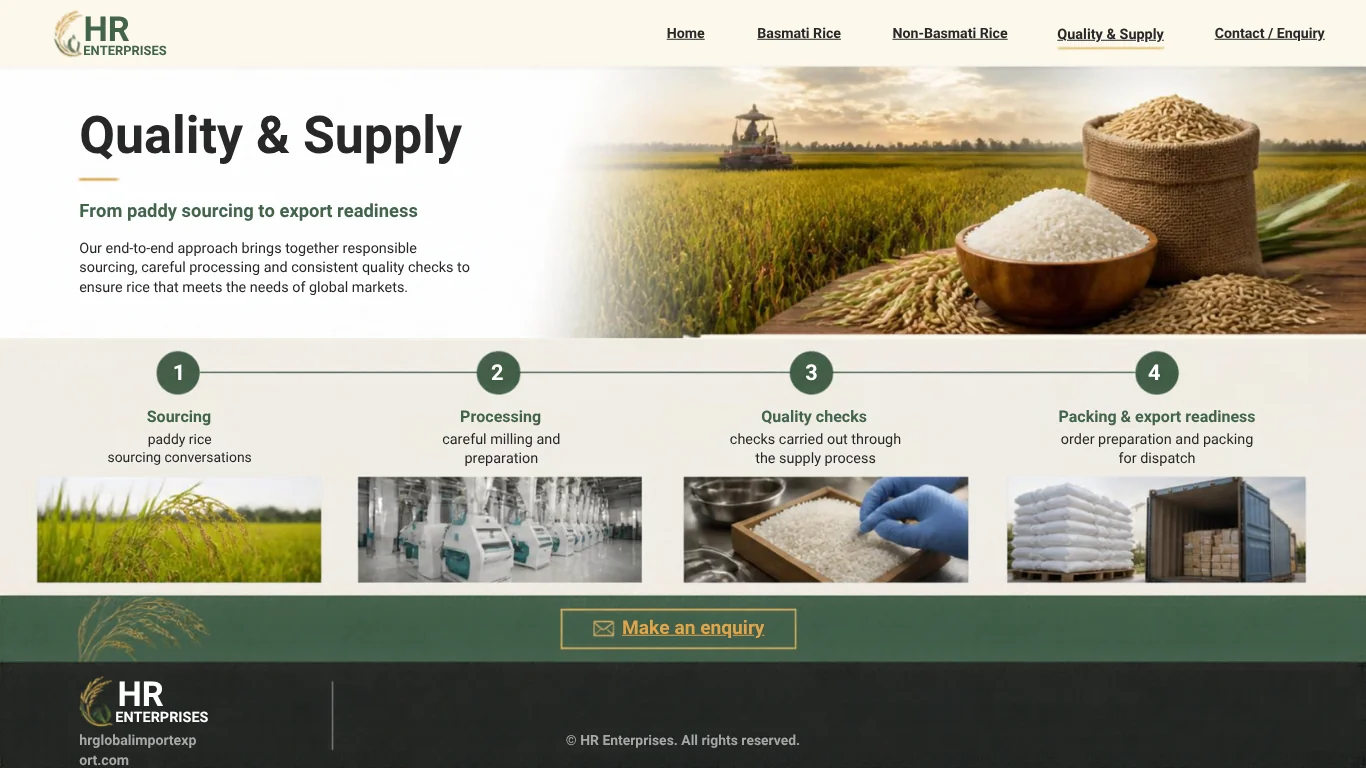 HR
ENTERPRISES
Home
Basmati Rice
Non-Basmati Rice
Quality & Supply
Contact / Enquiry
Quality & Supply
From paddy sourcing to export readiness
Our end-to-end approach brings together responsible
sourcing, careful processing and consistent quality checks to
ensure rice that meets the needs of global markets.
1
2
3
4
Sourcing
paddy rice
sourcing conversations
Processing
careful milling and
preparation
Quality checks
checks carried out through
the supply process
Packing & export readiness
order preparation and packing
for dispatch
Make an enquiry
HR
ENTERPRISES
hrglobalimportexp
ort.com
© HR Enterprises. All rights reserved.